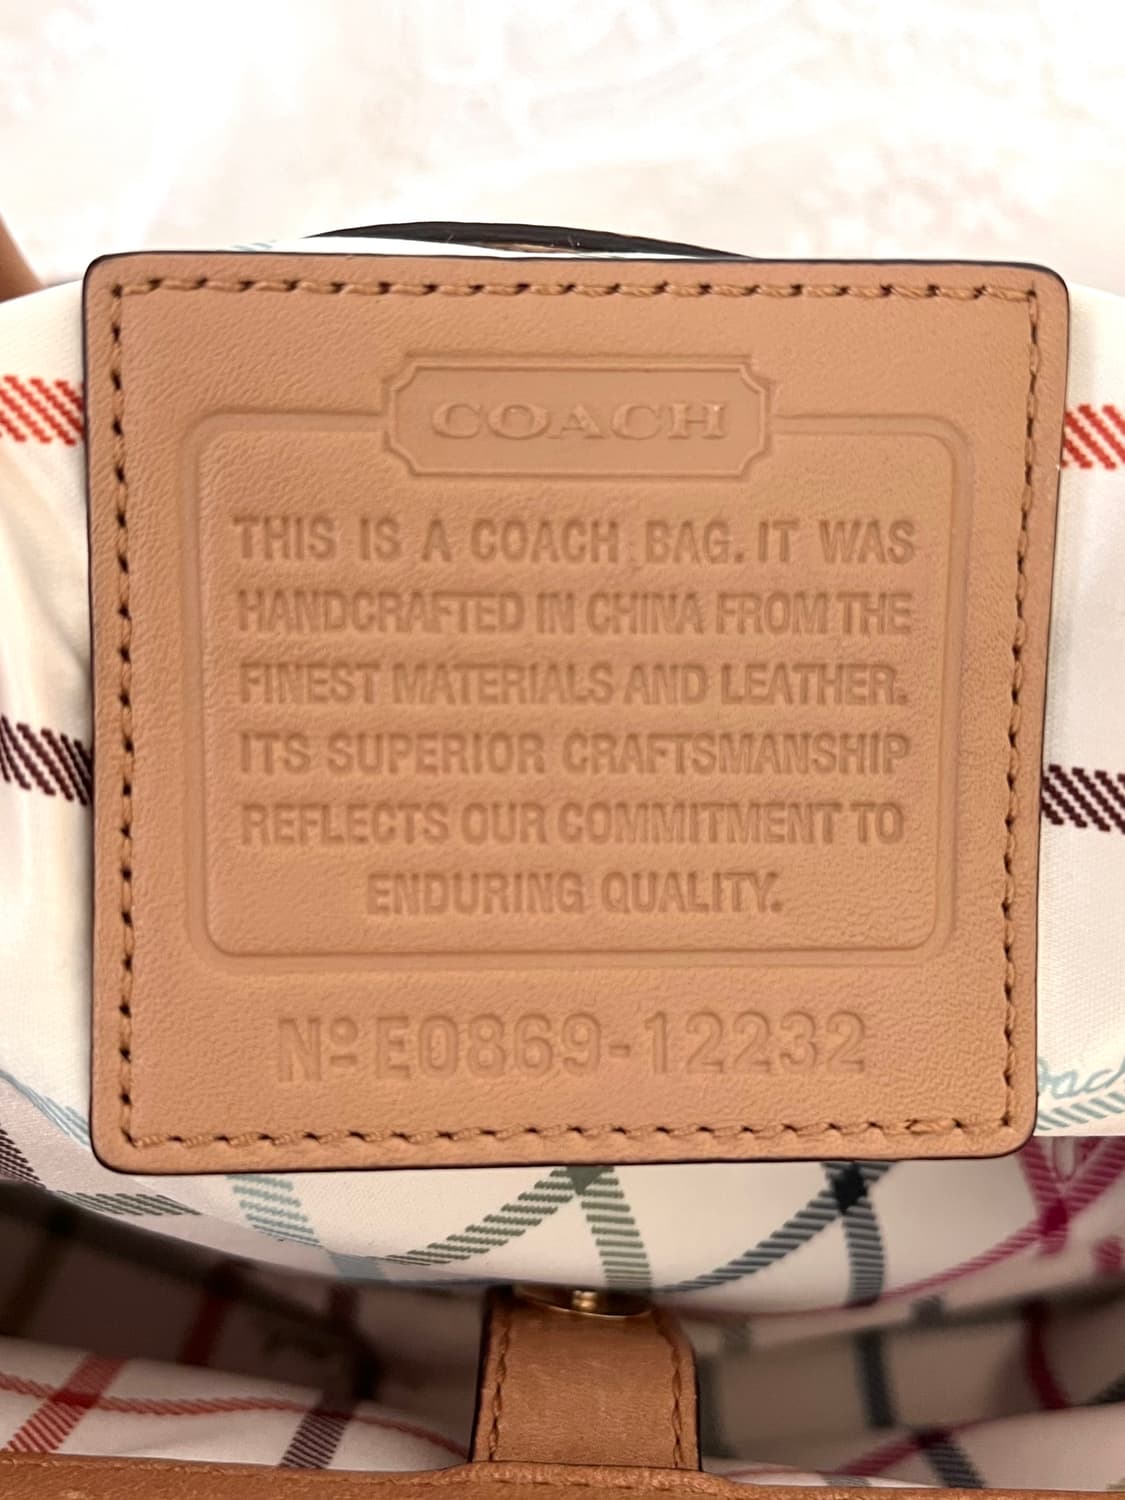 COACH
THIS IS A COACH BAG. IT WAS
HANDCRAFTED IN CHINA FROM THE
FINEST MATERIALS AND LEATHER.
ITS SUPERIOR CRAFTSMANSHIP
REFLECTS OUR COMMITMENT TO
ENDURING QUALITY.
Nº E0869-12232